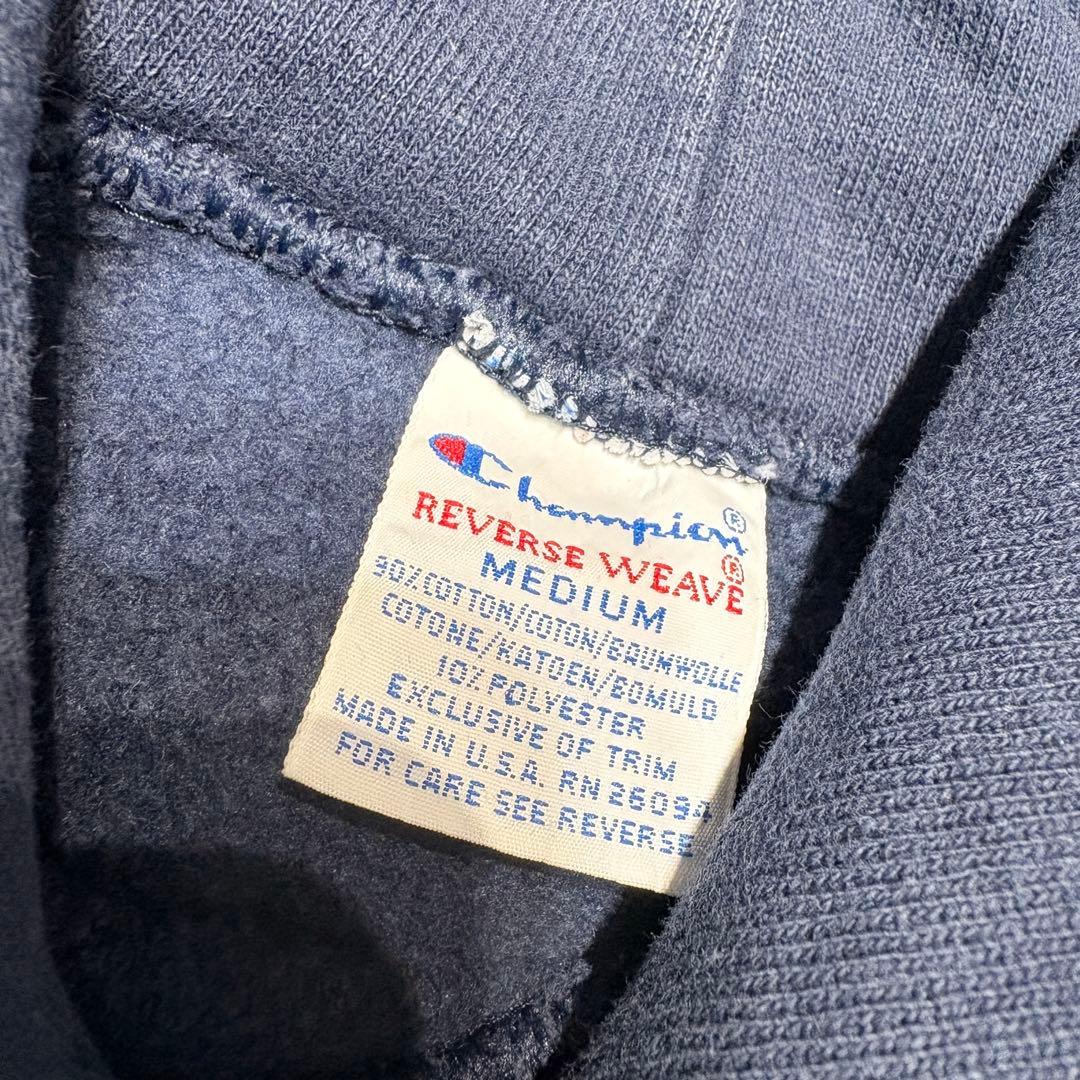 Champion®
REVERSE WEAVE®
MEDIUM
90% COTTON/COTON/BAUMWOLLE
COTONE/KATOEN/BOMULD
10% POLYESTER
EXCLUSIVE OF TRIM
MADE IN U.S.A. RN 26094
FOR CARE SEE REVERSE